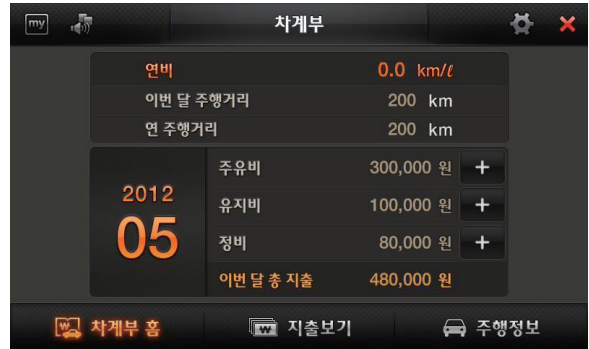 my 차계부
연비 0.0 km/ℓ
이번 달 주행거리 200 km
연 주행거리 200 km
2012
05
주유비 300,000 원 +
유지비 100,000 원 +
정비 80,000 원 +
이번 달 총 지출 480,000 원
₩ 차계부 홈 ₩ 지출보기 주행정보